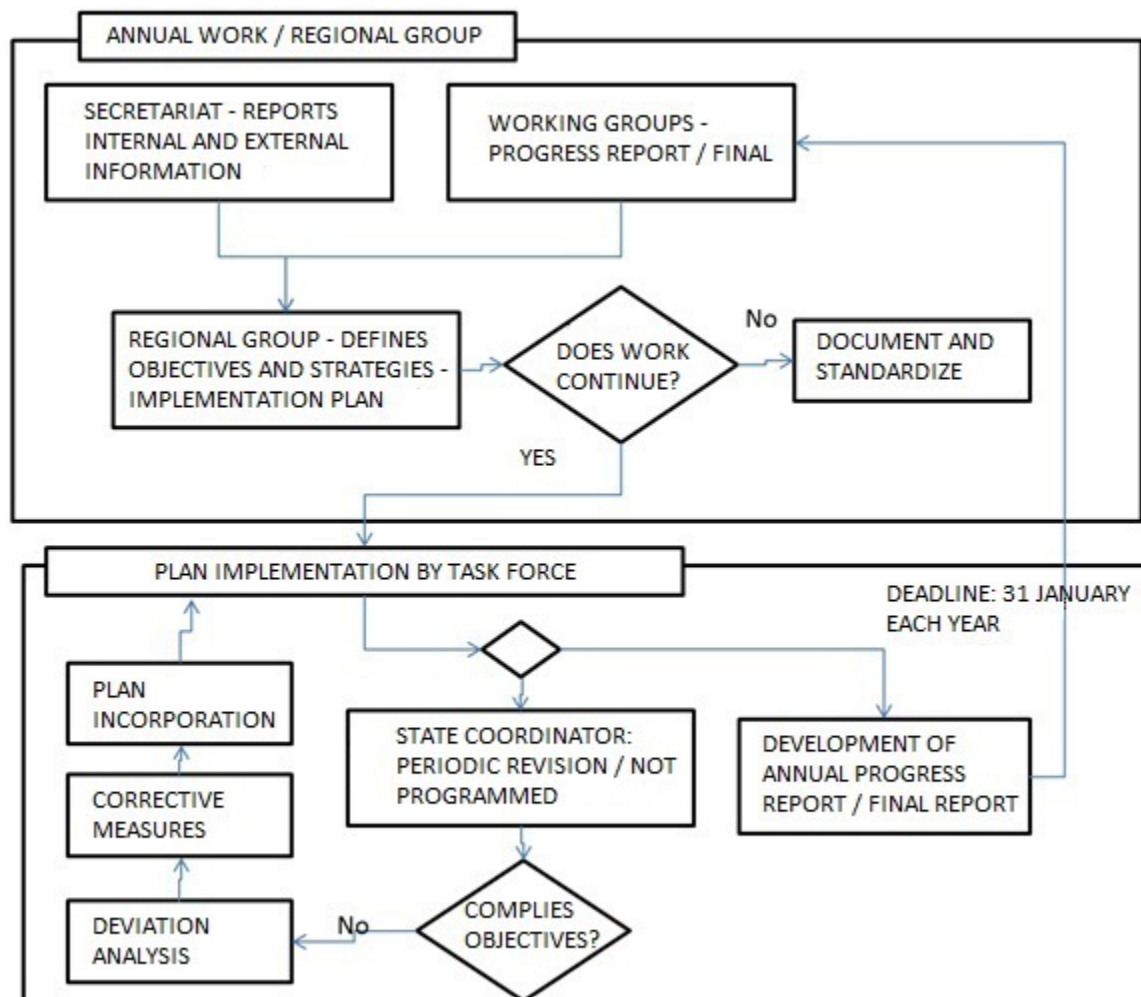 ANNUAL WORK / REGIONAL GROUP
SECRETARIAT - REPORTS
INTERNAL AND EXTERNAL
INFORMATION
WORKING GROUPS -
PROGRESS REPORT / FINAL
REGIONAL GROUP - DEFINES
OBJECTIVES AND STRATEGIES -
IMPLEMENTATION PLAN
DOES WORK
CONTINUE?
No
DOCUMENT AND
STANDARDIZE
YES
PLAN IMPLEMENTATION BY TASK FORCE
DEADLINE: 31 JANUARY
EACH YEAR
PLAN
INCORPORATION
STATE COORDINATOR:
PERIODIC REVISION / NOT
PROGRAMMED
DEVELOPMENT OF
ANNUAL PROGRESS
REPORT / FINAL REPORT
CORRECTIVE
MEASURES
DEVIATION
ANALYSIS
No
COMPLIES
OBJECTIVES?